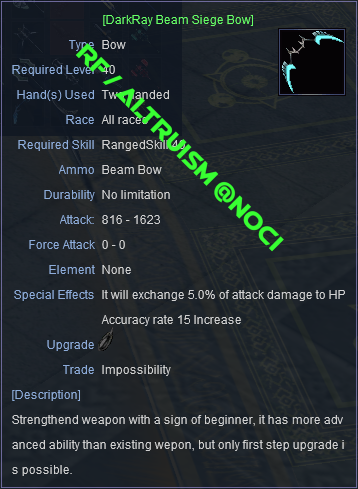 [DarkRay Beam Siege Bow]
Type Bow
Required Level 40
Hand(s) Used Two handed
Race All races
Required Skill RangedSkill
Ammo Beam Bow
Durability No limitation
Attack: 816 - 1623
Force Attack 0 - 0
Element None
Special Effects It will exchange 5.0% of attack damage to HP
Accuracy rate 15 Increase
Upgrade
Trade Impossibility
[Description]
Strengthend weapon with a sign of beginner, it has more adv
anced ability than existing wepon, but only first step upgrade i
s possible.
RP/ ALTRUISM @NOCI